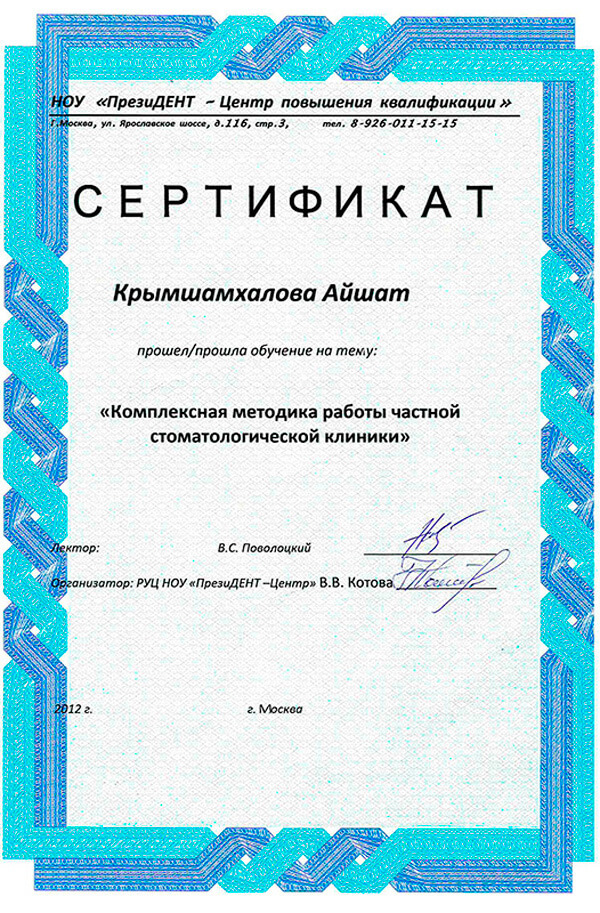 НОУ «ПрезиДЕНТ – Центр повышения квалификации»
Г.Москва, ул. Ярославское шоссе, д.116, стр.3, тел. 8-926-011-15-15
СЕРТИФИКАТ
Крымшамхалова Айшат
прошел/прошла обучение на тему:
«Комплексная методика работы частной
стоматологической клиники»
Лектор: В.С. Поволоцкий
Организатор: РУЦ НОУ «ПрезиДЕНТ –Центр» В.В. Котова
2012 г. г. Москва